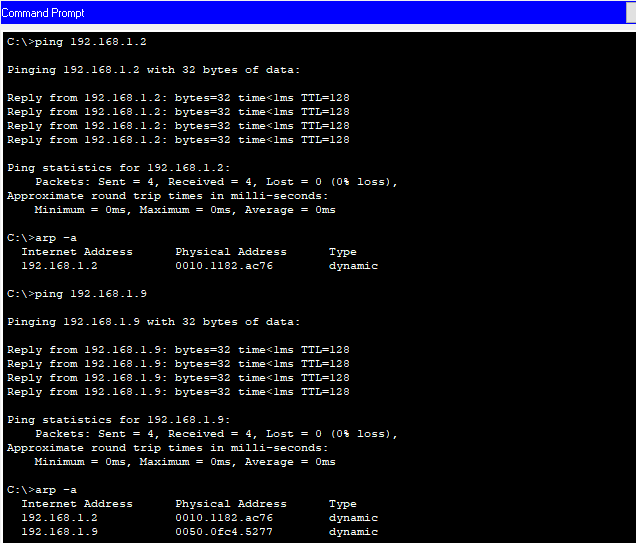 Command Prompt
C:\>ping 192.168.1.2
Pinging 192.168.1.2 with 32 bytes of data:
Reply from 192.168.1.2: bytes=32 time<1ms TTL=128
Reply from 192.168.1.2: bytes=32 time<1ms TTL=128
Reply from 192.168.1.2: bytes=32 time<1ms TTL=128
Reply from 192.168.1.2: bytes=32 time<1ms TTL=128
Ping statistics for 192.168.1.2:
Packets: Sent = 4, Received = 4, Lost = 0 (0% loss),
Approximate round trip times in milli-seconds:
Minimum = 0ms, Maximum = 0ms, Average = 0ms
C:\>arp -a
Internet Address Physical Address Type
192.168.1.2 0010.1182.ac76 dynamic
C:\>ping 192.168.1.9
Pinging 192.168.1.9 with 32 bytes of data:
Reply from 192.168.1.9: bytes=32 time<1ms TTL=128
Reply from 192.168.1.9: bytes=32 time<1ms TTL=128
Reply from 192.168.1.9: bytes=32 time<1ms TTL=128
Reply from 192.168.1.9: bytes=32 time<1ms TTL=128
Ping statistics for 192.168.1.9:
Packets: Sent = 4, Received = 4, Lost = 0 (0% loss),
Approximate round trip times in milli-seconds:
Minimum = 0ms, Maximum = 0ms, Average = 0ms
C:\>arp -a
Internet Address Physical Address Type
192.168.1.2 0010.1182.ac76 dynamic
192.168.1.9 0050.0fc4.5277 dynamic